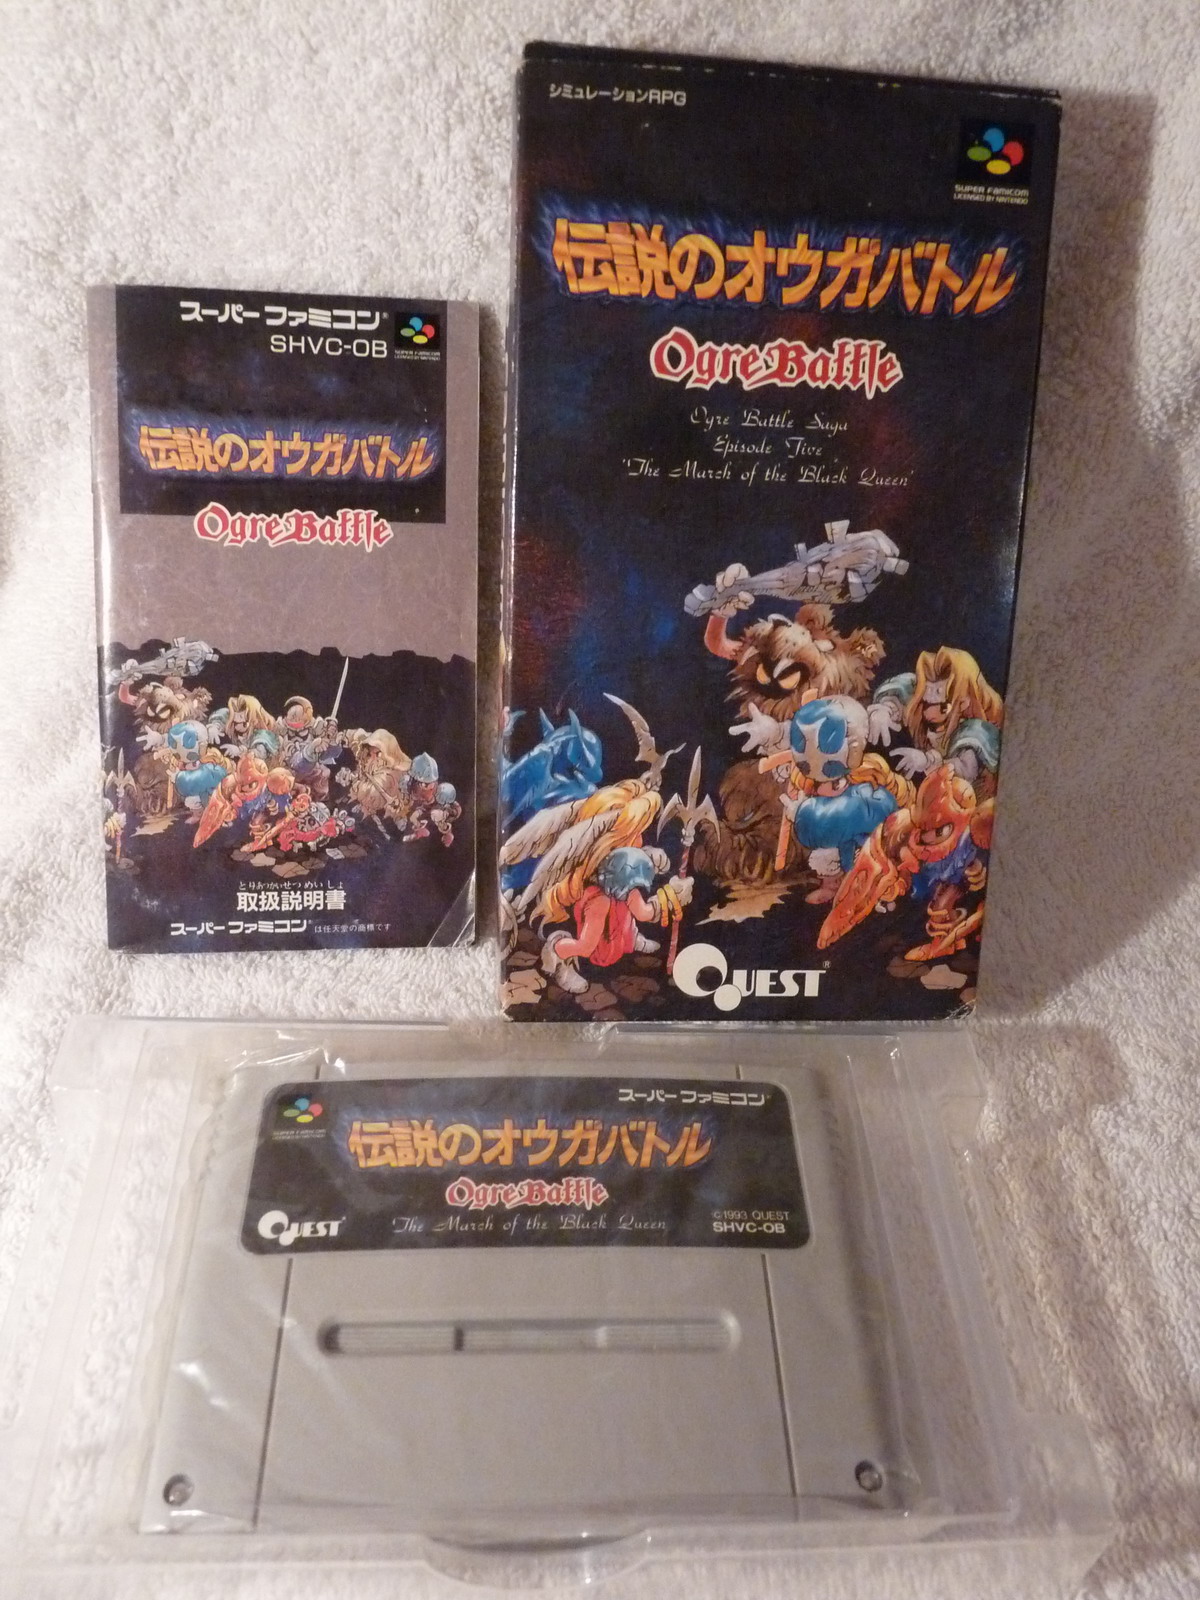 シミュレーションRPG
SUPER FAMICOM
LICENSED BY NINTENDO
伝説のオウガバトル
Ogre Battle
Ogre Battle Saga
Episode Five
'The March of the Black Queen'
QUEST®
スーパーファミコン®
SHVC-OB
SUPER FAMICOM
LICENSED BY NINTENDO
伝説のオウガバトル
Ogre Battle
とりあつかいせつめいしょ
取扱説明書
スーパーファミコン®は任天堂の商標です
スーパーファミコン®
SUPER FAMICOM
LICENSED BY NINTENDO
伝説のオウガバトル
Ogre Battle
QUEST®
'The March of the Black Queen
©1993 QUEST
SHVC-OB